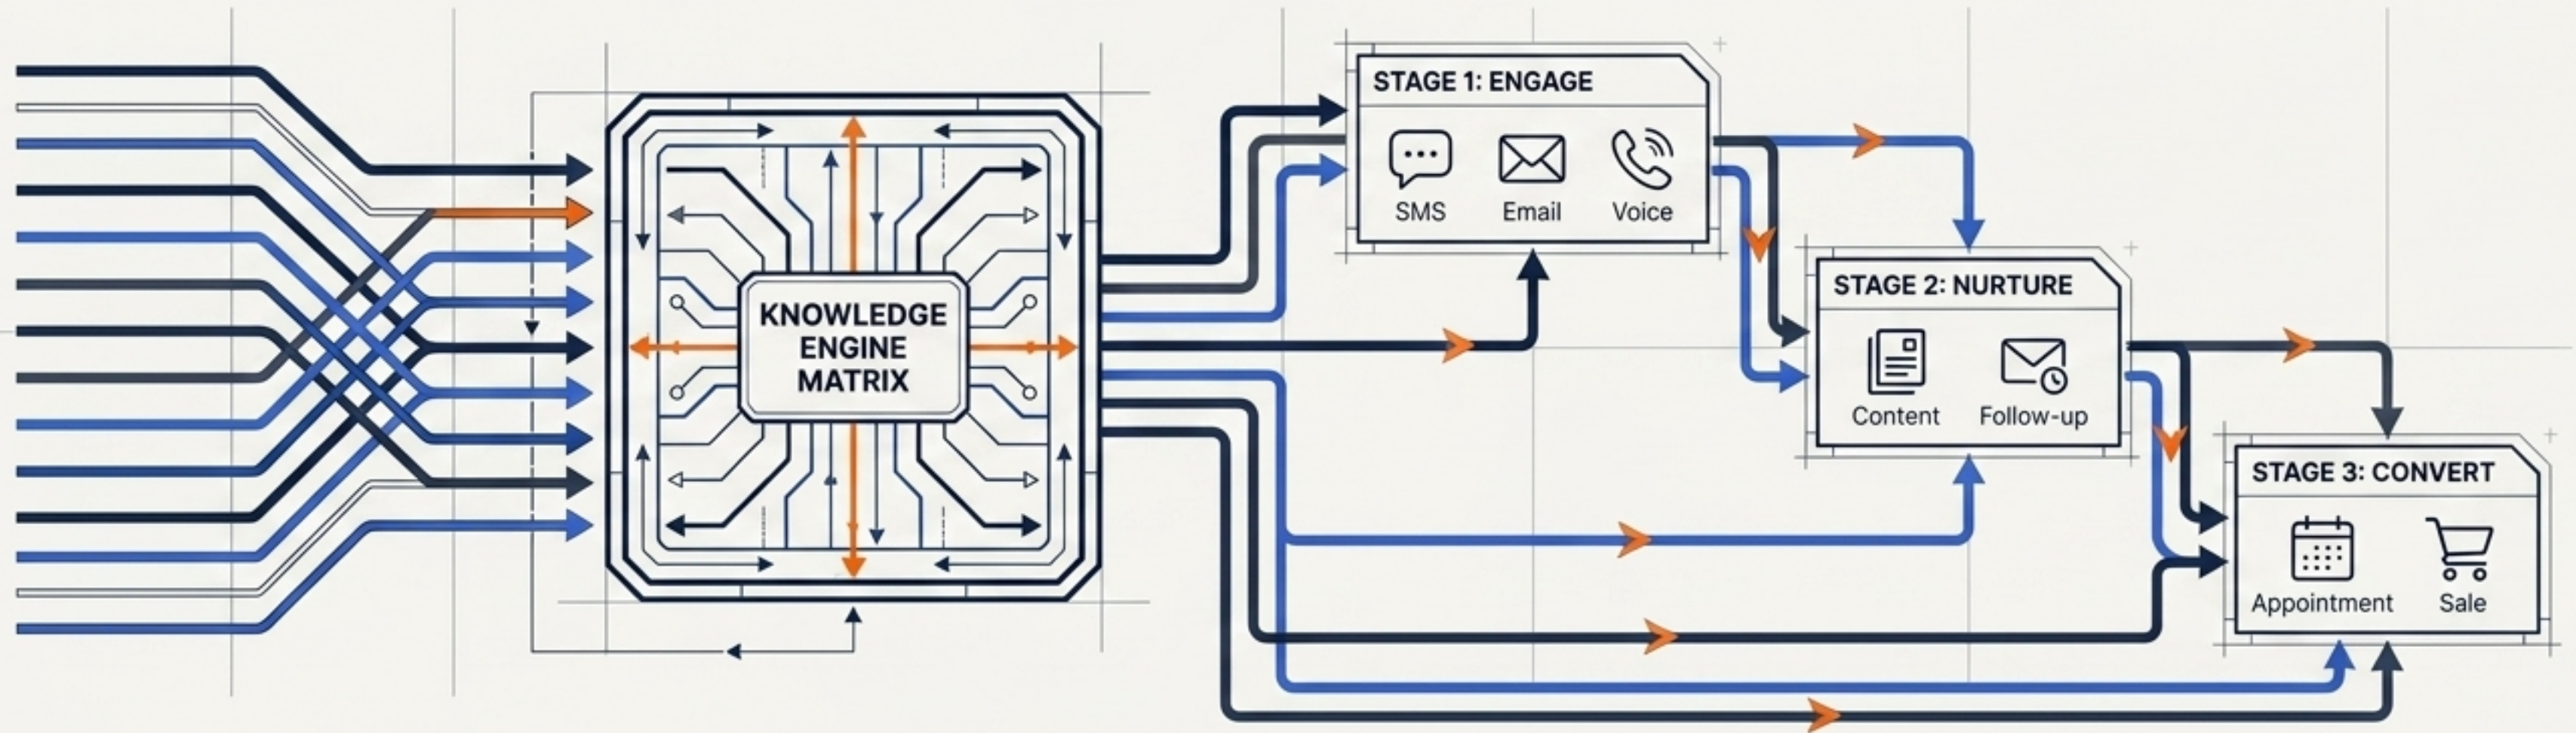 KNOWLEDGE
ENGINE
MATRIX
STAGE 1: ENGAGE
SMS
Email
Voice
STAGE 2: NURTURE
Content
Follow-up
STAGE 3: CONVERT
Appointment
Sale